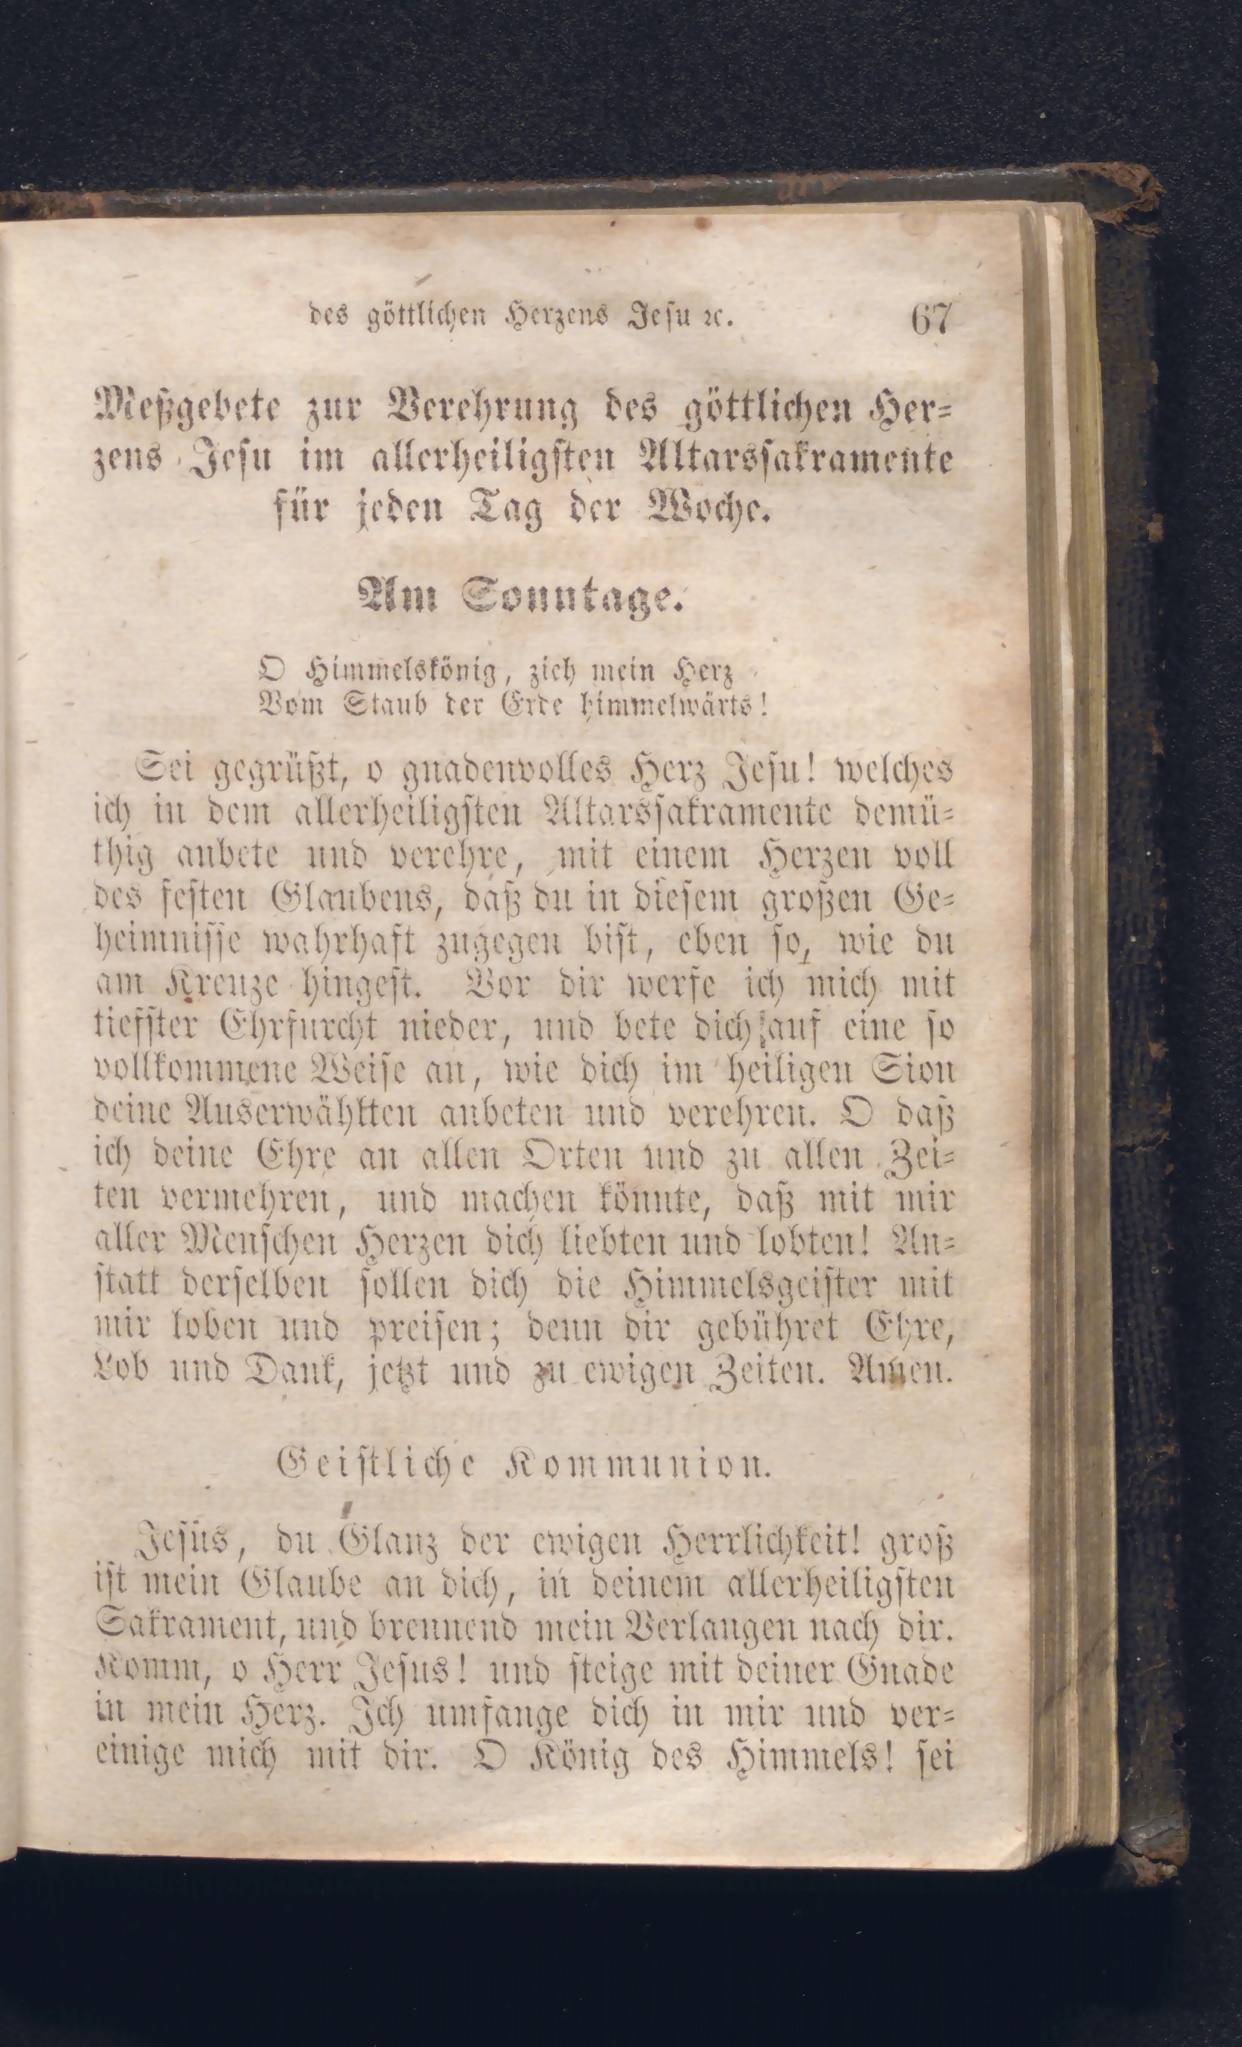 des göttlichen Herzens Jesu ꝛc. 67
Meßgebete zur Verehrung des göttlichen Her-
zens Jesu im allerheiligsten Altarssakramente
für jeden Tag der Woche.
Am Sonntage.
O Himmelskönig, zieh mein Herz
Vom Staub der Erde himmelwärts!
Sei gegrüßt, o gnadenvolles Herz Jesu! welches
ich in dem allerheiligsten Altarssakramente demü-
thig anbete und verehre, mit einem Herzen voll
des festen Glaubens, daß du in diesem großen Ge-
heimnisse wahrhaft zugegen bist, eben so, wie du
am Kreuze hingest. Vor dir werfe ich mich mit
tiefster Ehrfurcht nieder, und bete dich auf eine so
vollkommene Weise an, wie dich im heiligen Sion
deine Auserwählten anbeten und verehren. O daß
ich deine Ehre an allen Orten und zu allen Zei-
ten vermehren, und machen könnte, daß mit mir
aller Menschen Herzen dich liebten und lobten! An-
statt derselben sollen dich die Himmelsgeister mit
mir loben und preisen; denn dir gebühret Ehre,
Lob und Dank, jetzt und zu ewigen Zeiten. Amen.
Geistliche Kommunion.
Jesus, du Glanz der ewigen Herrlichkeit! groß
ist mein Glaube an dich, in deinem allerheiligsten
Sakrament, und brennend mein Verlangen nach dir.
Komm, o Herr Jesus! und steige mit deiner Gnade
in mein Herz. Ich umfange dich in mir und ver-
einige mich mit dir. O König des Himmels! sei